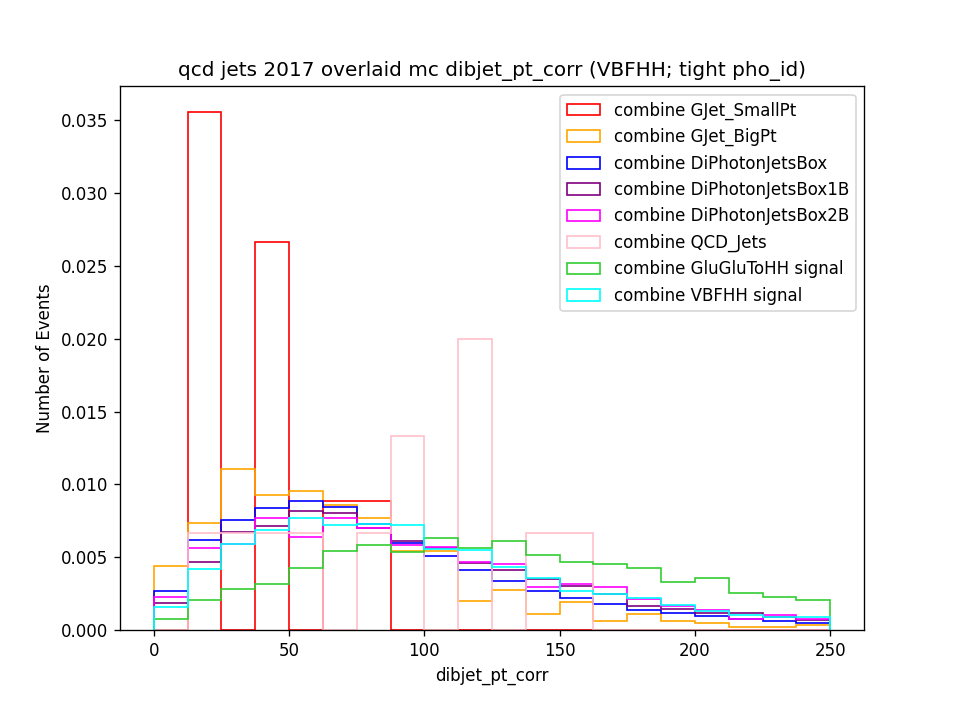 qcd jets 2017 overlaid mc dibjet_pt_corr (VBFHH; tight pho_id)
combine GJet_SmallPt
combine GJet_BigPt
combine DiPhotonJetsBox
combine DiPhotonJetsBox1B
combine DiPhotonJetsBox2B
combine QCD_Jets
combine GluGluToHH signal
combine VBFHH signal
Number of Events
0.035
0.030
0.025
0.020
0.015
0.010
0.005
0.000
0 50 100 150 200 250
dibjet_pt_corr